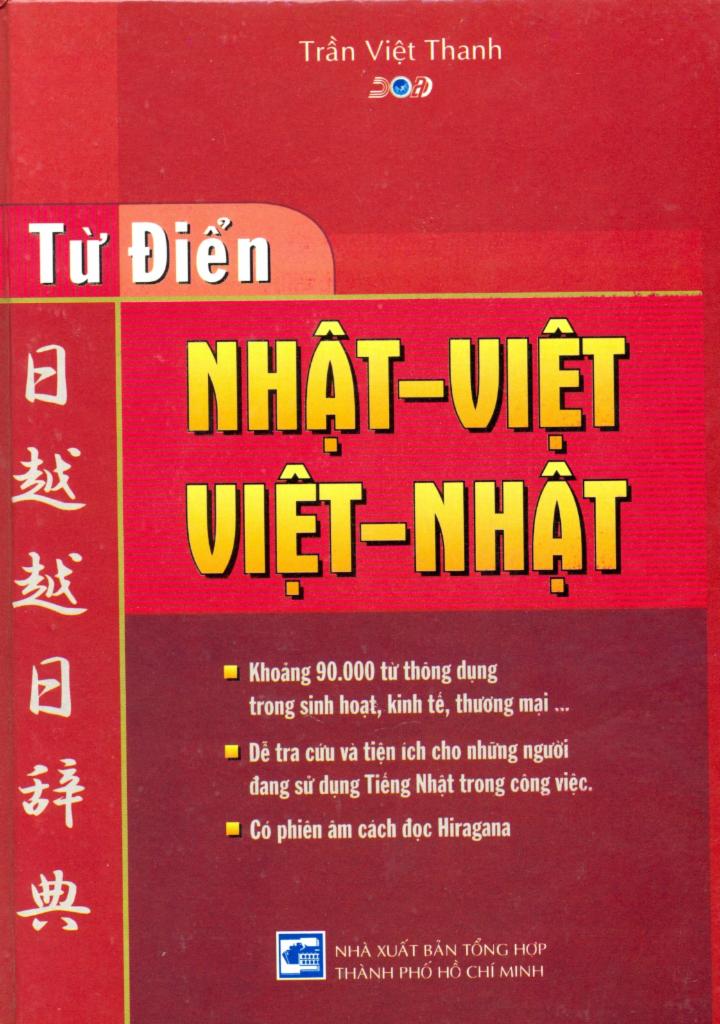 Trần Việt Thanh
Từ Điển
NHẬT-VIỆT
VIỆT-NHẬT
日越越日辞典
Khoảng 90.000 từ thông dụng
trong sinh hoạt, kinh tế, thương mại ...
Dễ tra cứu và tiện ích cho những người
đang sử dụng Tiếng Nhật trong công việc.
Có phiên âm cách đọc Hiragana
NHÀ XUẤT BẢN TỔNG HỢP
THÀNH PHỐ HỒ CHÍ MINH